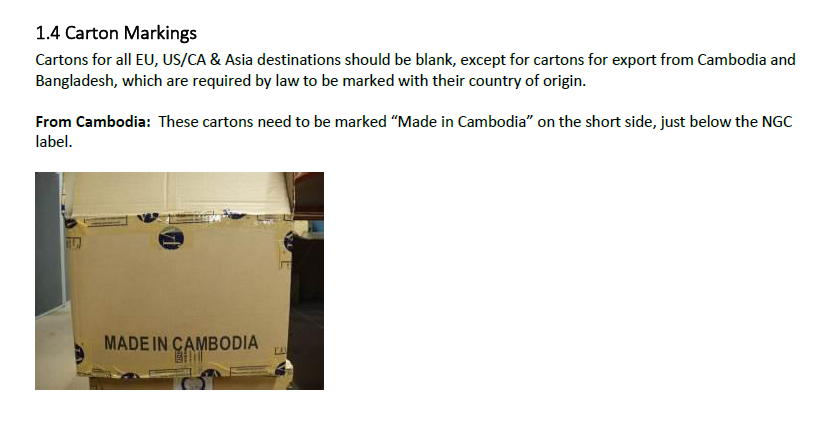 1.4 Carton Markings
Cartons for all EU, US/CA & Asia destinations should be blank, except for cartons for export from Cambodia and
Bangladesh, which are required by law to be marked with their country of origin.
From Cambodia: These cartons need to be marked “Made in Cambodia” on the short side, just below the NGC
label.
MADE IN CAMBODIA